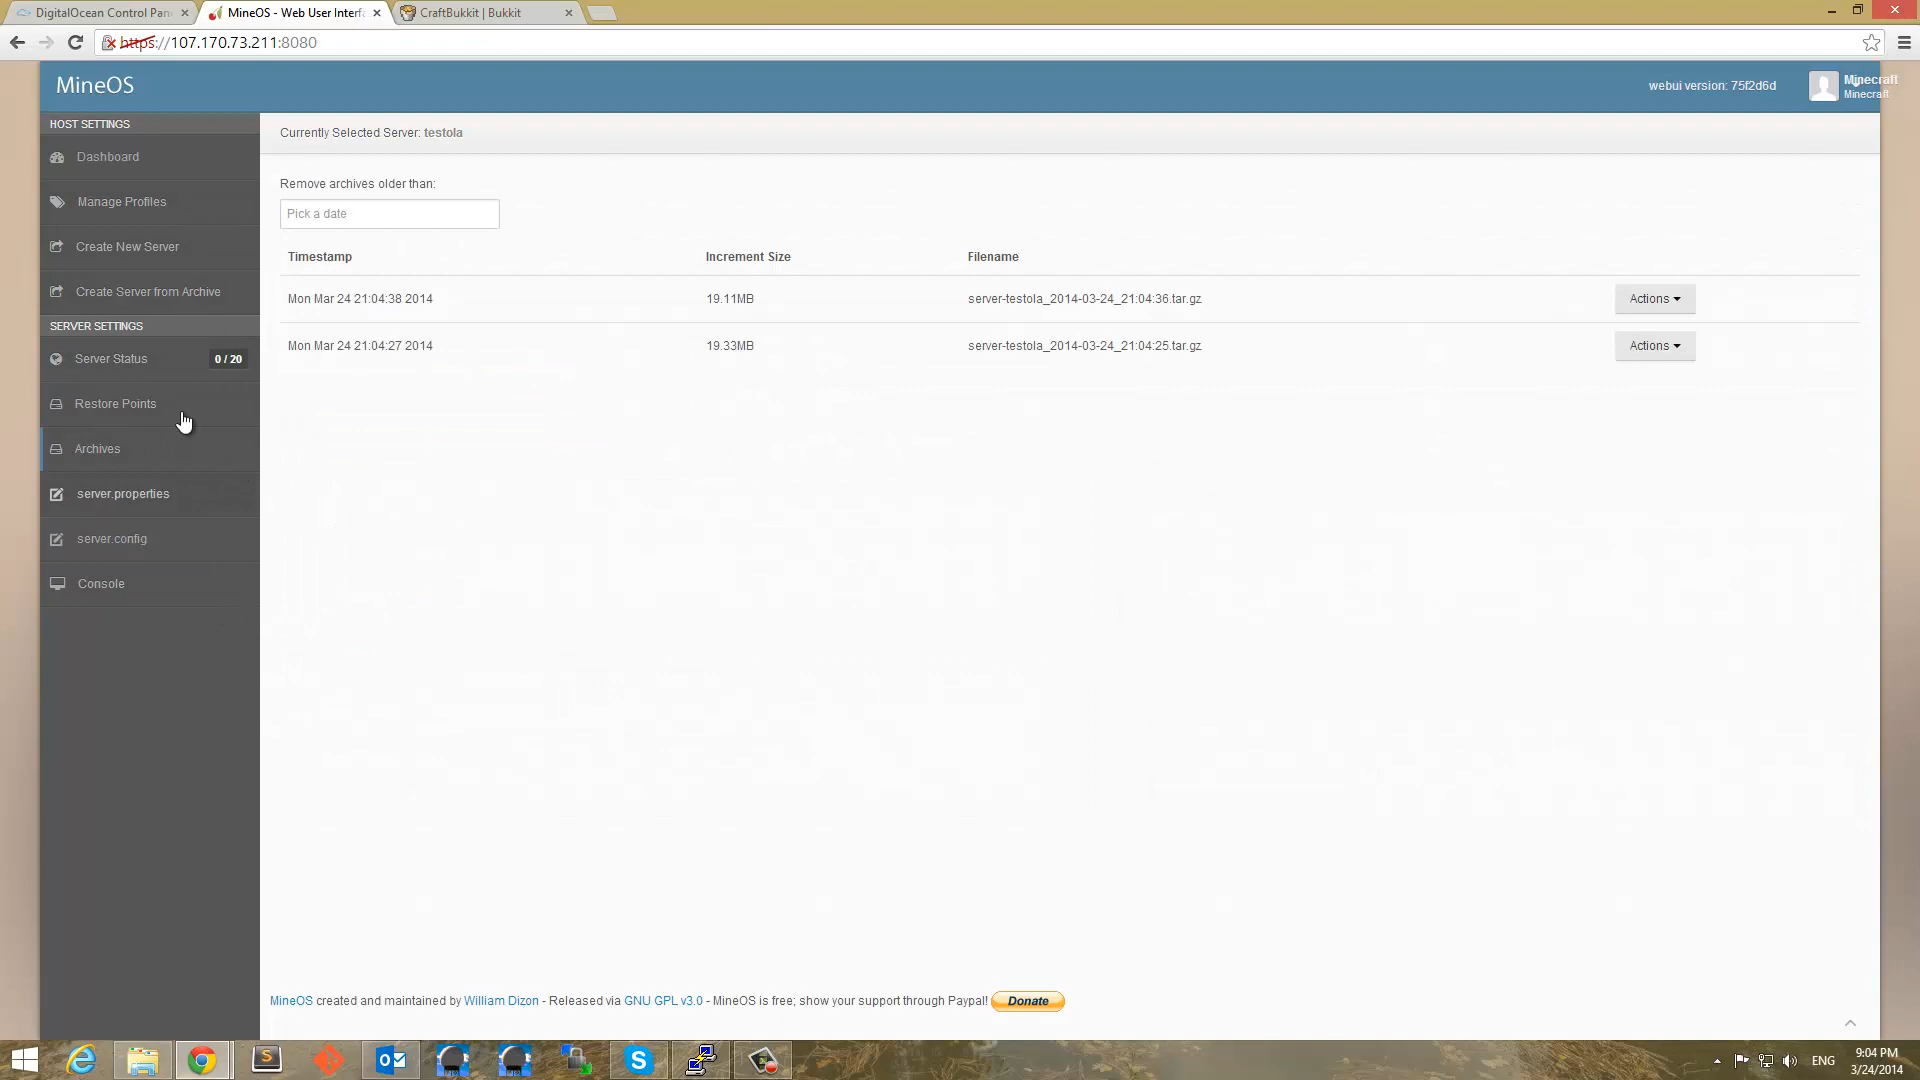 DigitalOcean Control Pan
MineOS - Web User Interfa
CraftBukkit | Bukkit
https://107.170.73.211:8080
MineOS
webui version: 75f2d6d
Minecraft
Minecraft
HOST SETTINGS
Currently Selected Server: testola
Dashboard
Manage Profiles
Create New Server
Create Server from Archive
SERVER SETTINGS
Server Status 0 / 20
Restore Points
Archives
server.properties
server.config
Console
Remove archives older than:
Pick a date
Timestamp Increment Size Filename
Mon Mar 24 21:04:38 2014 19.11MB server-testola_2014-03-24_21:04:36.tar.gz Actions
Mon Mar 24 21:04:27 2014 19.33MB server-testola_2014-03-24_21:04:25.tar.gz Actions
MineOS created and maintained by William Dizon - Released via GNU GPL v3.0 - MineOS is free; show your support through Paypal! Donate
ENG
9:04 PM
3/24/2014